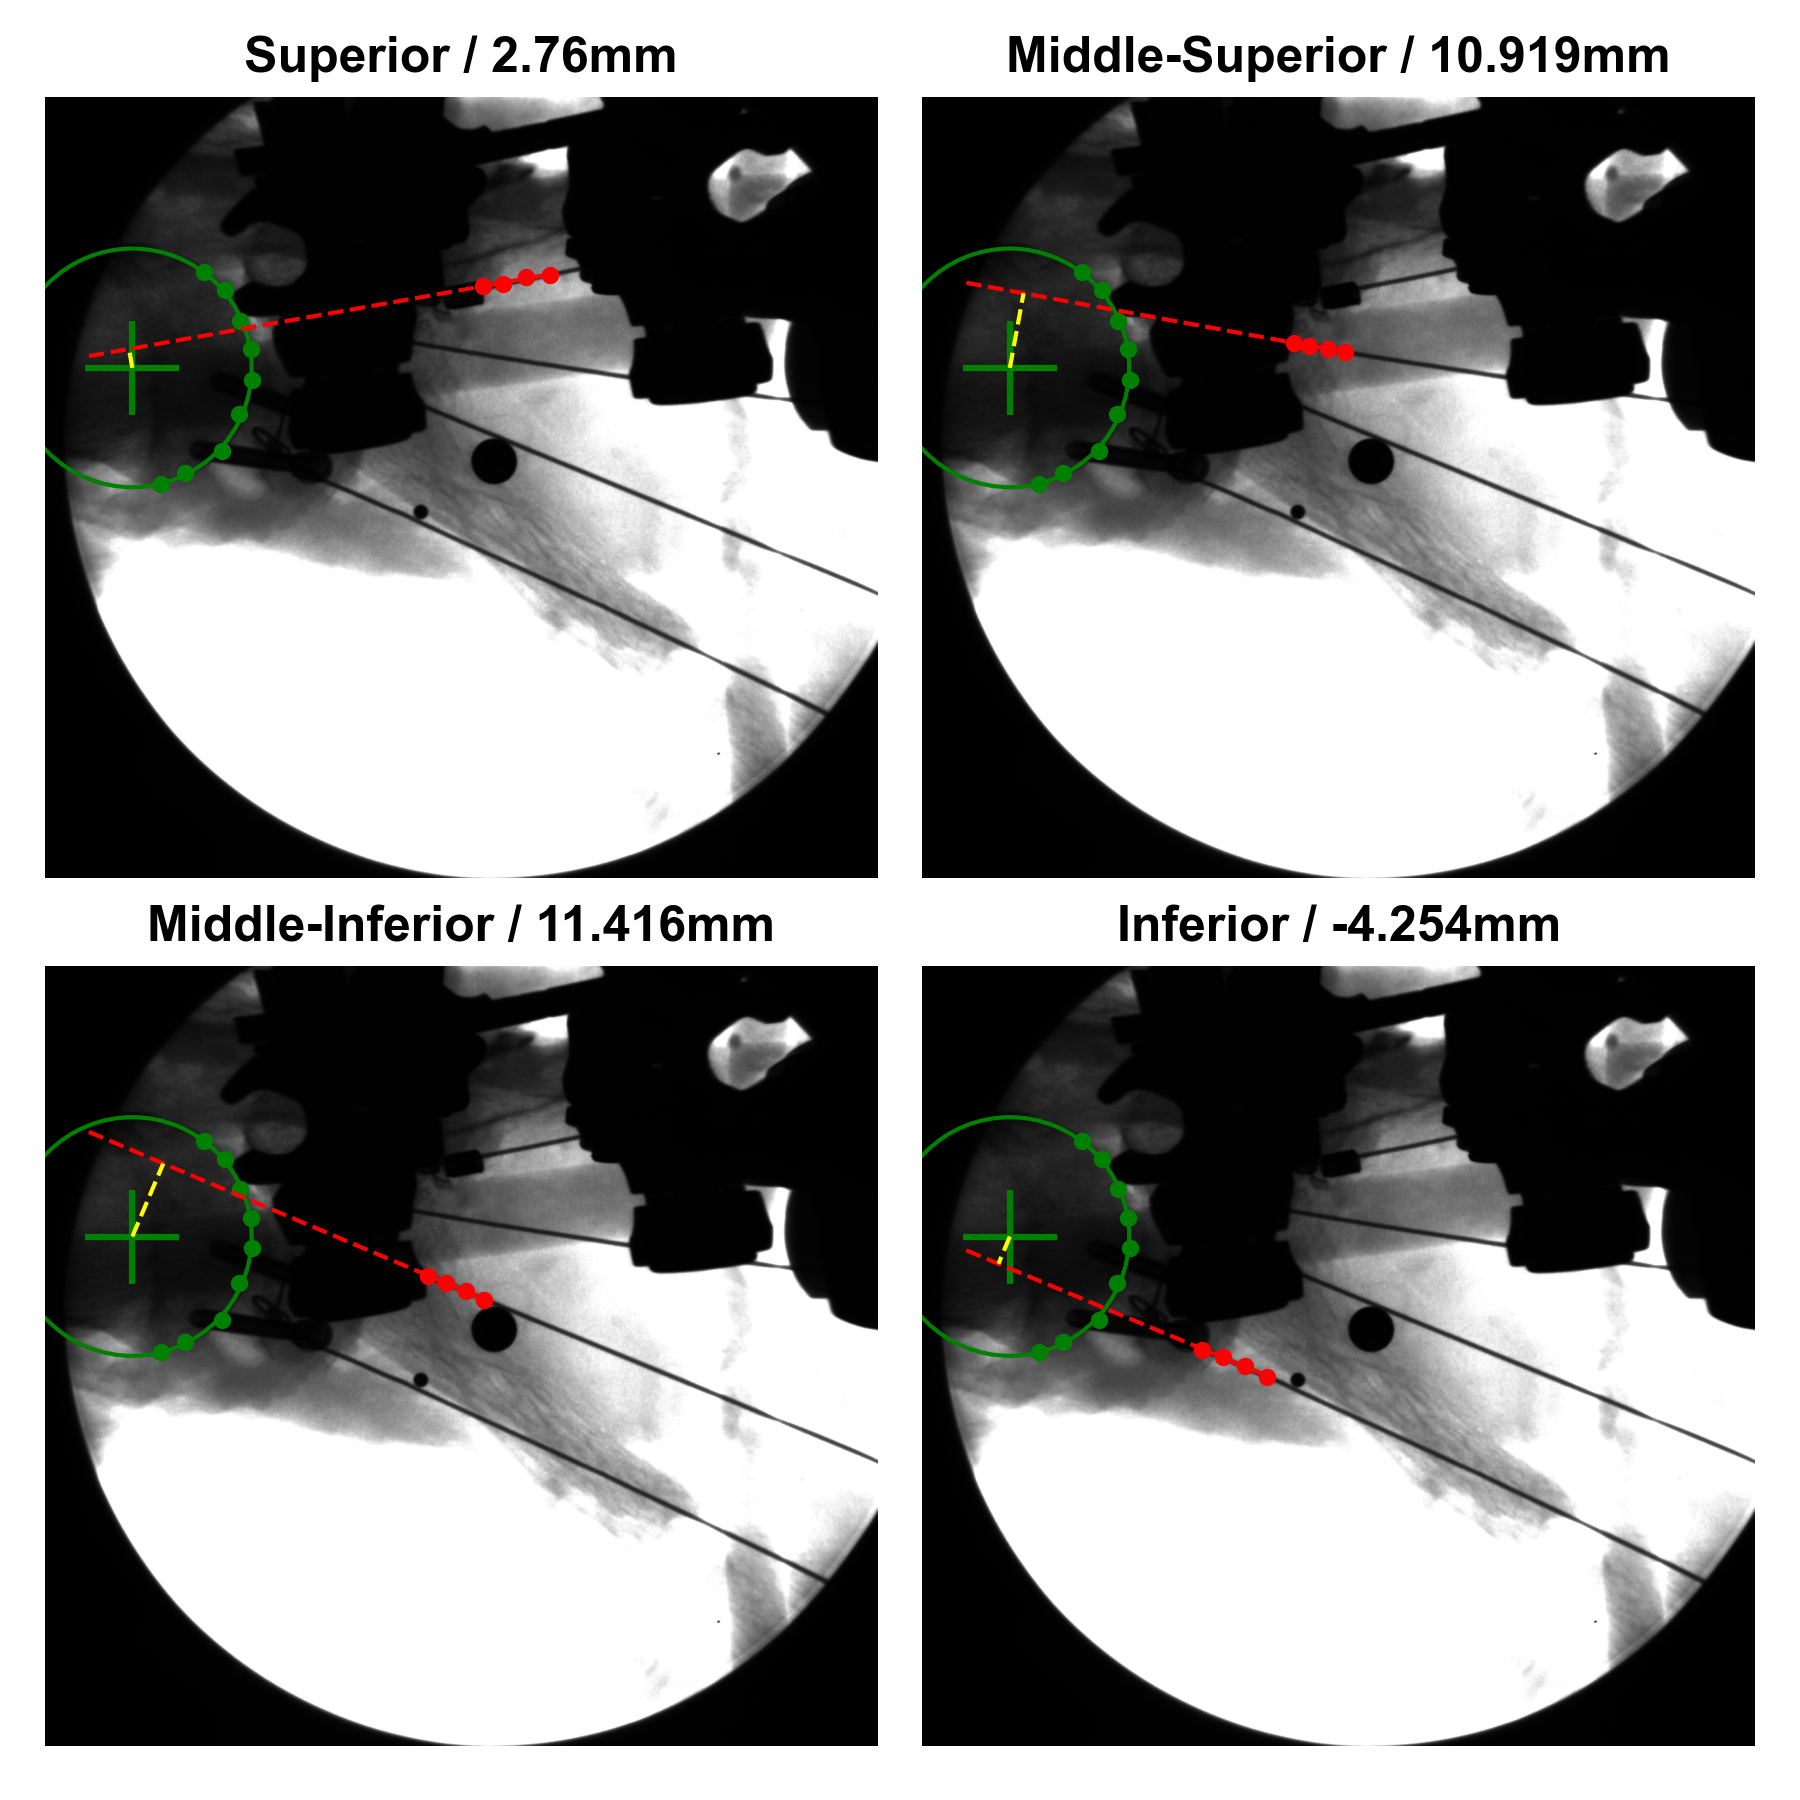 Superior / 2.76mm
Middle-Superior / 10.919mm
Middle-Inferior / 11.416mm
Inferior / -4.254mm